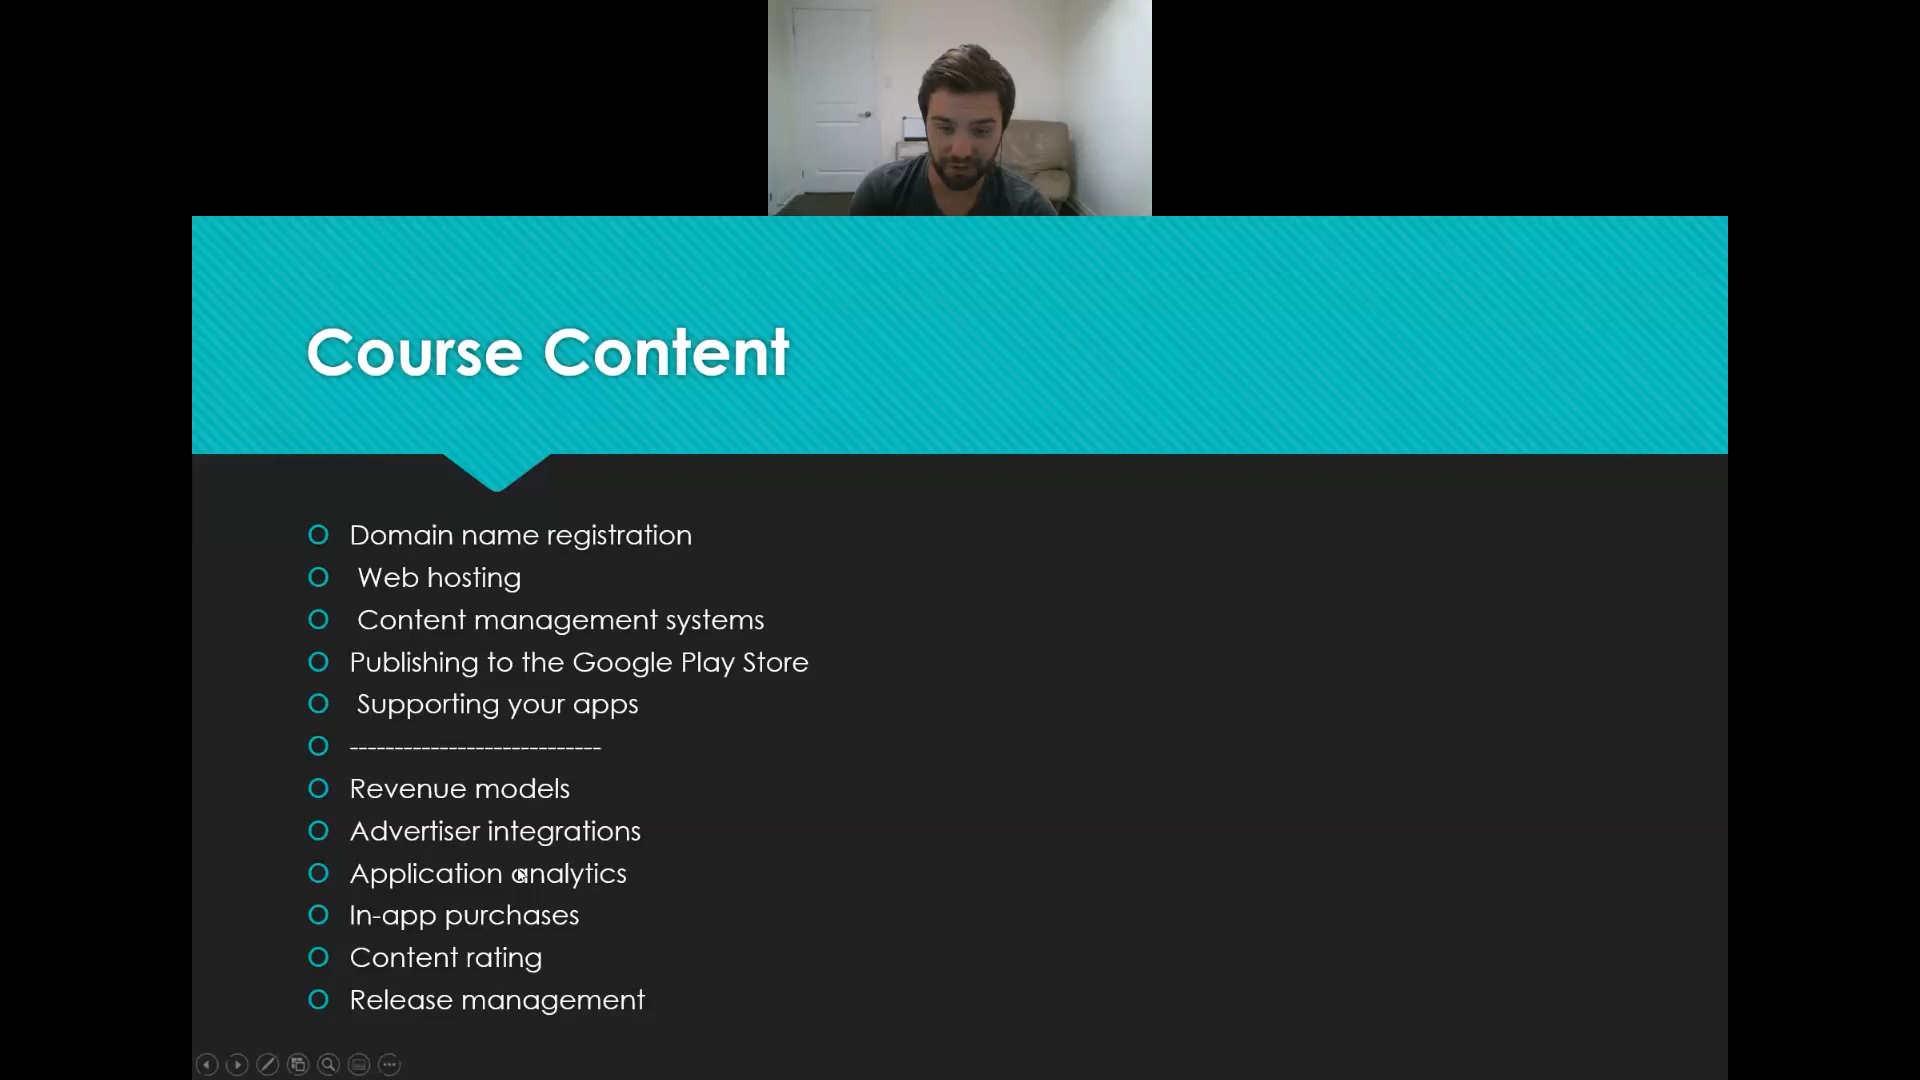 Course Content
Domain name registration
Web hosting
Content management systems
Publishing to the Google Play Store
Supporting your apps
----------------------------
Revenue models
Advertiser integrations
Application analytics
In-app purchases
Content rating
Release management